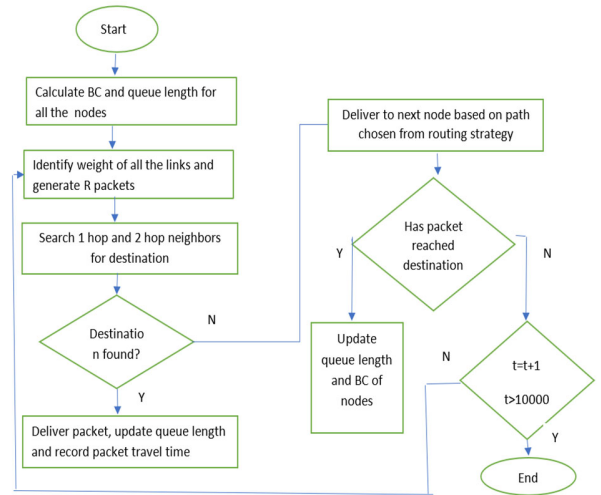 Start
Calculate BC and queue length for
all the nodes
Identify weight of all the links and
generate R packets
Search 1 hop and 2 hop neighbors
for destination
Destinatio
n found?
N
Y
Deliver packet, update queue length
and record packet travel time
Deliver to next node based on path
chosen from routing strategy
Has packet
reached
destination
Y
N
Update
queue length
and BC of
nodes
N
t=t+1
t>10000
Y
End